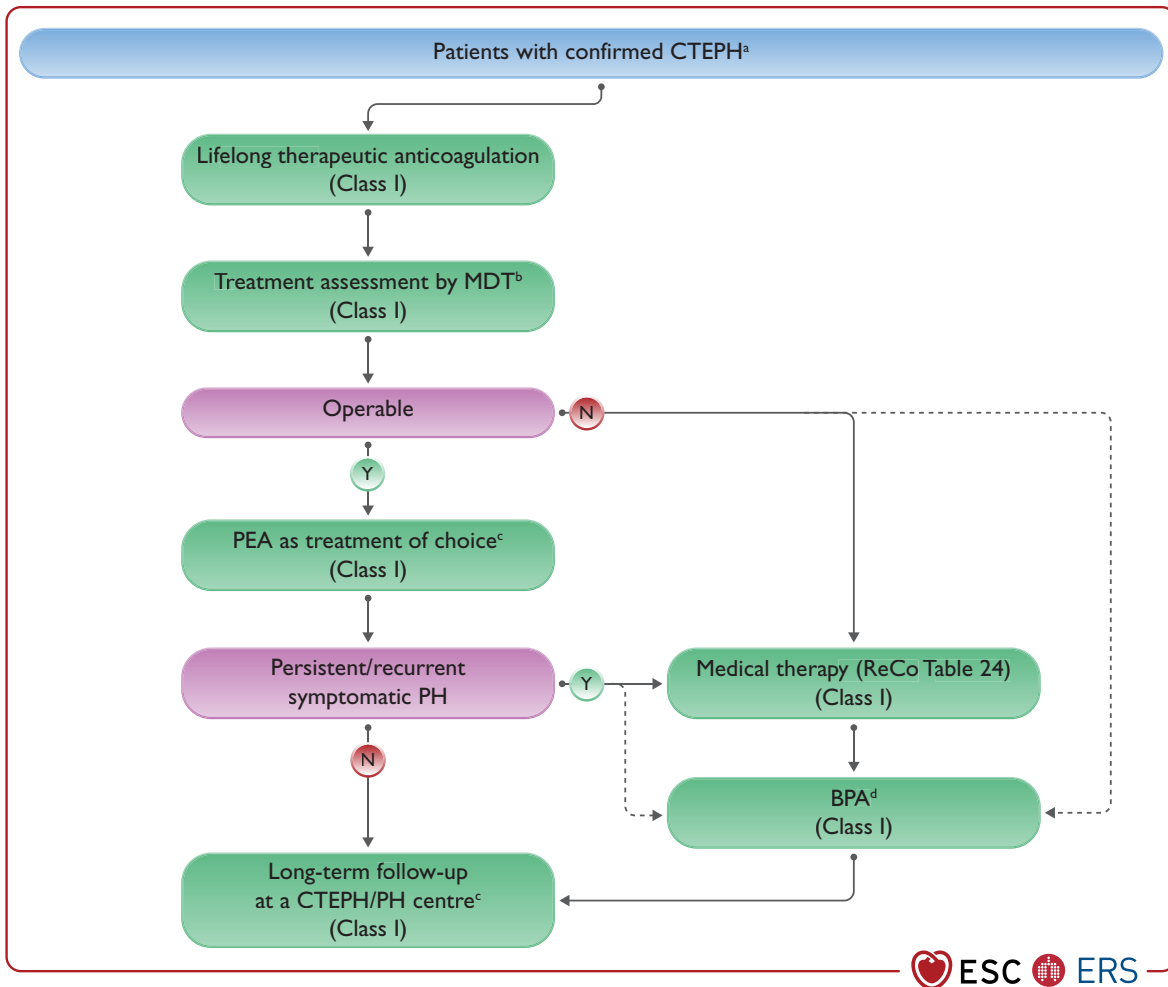 Patients with confirmed CTEPHᵃ
Lifelong therapeutic anticoagulation
(Class I)
Treatment assessment by MDTᵇ
(Class I)
Operable
N
Y
PEA as treatment of choiceᶜ
(Class I)
Persistent/recurrent
symptomatic PH
Y
Medical therapy (ReCo Table 24)
(Class I)
N
BPAᵈ
(Class I)
Long-term follow-up
at a CTEPH/PH centreᶜ
(Class I)
ESC ERS